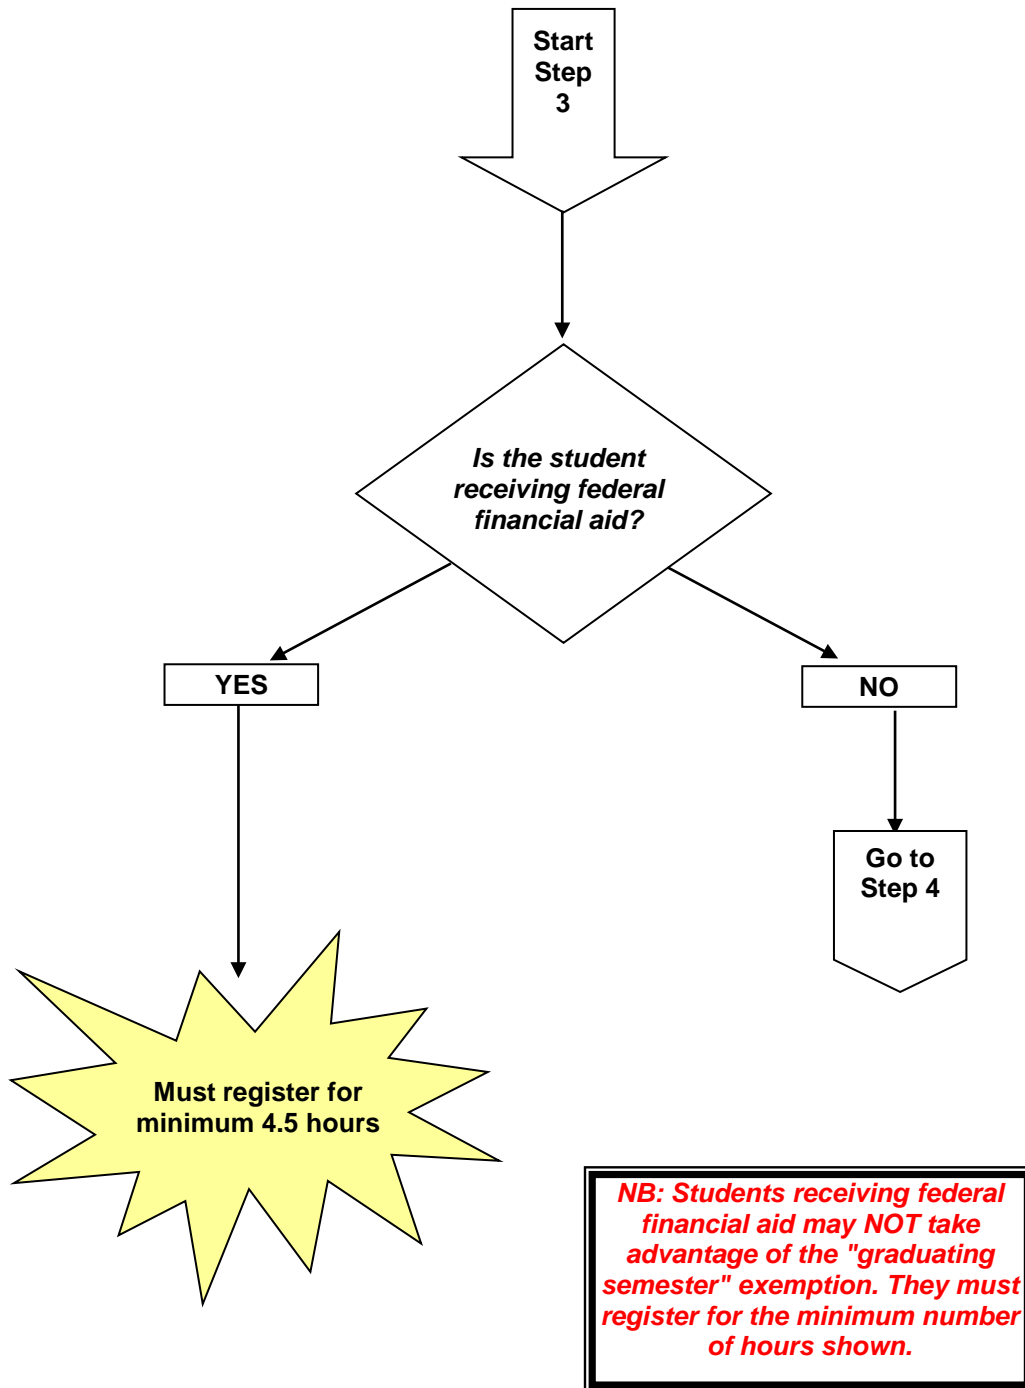 Start
Step
3
Is the student
receiving federal
financial aid?
YES
NO
Go to
Step 4
Must register for
minimum 4.5 hours
NB: Students receiving federal
financial aid may NOT take
advantage of the "graduating
semester" exemption. They must
register for the minimum number
of hours shown.